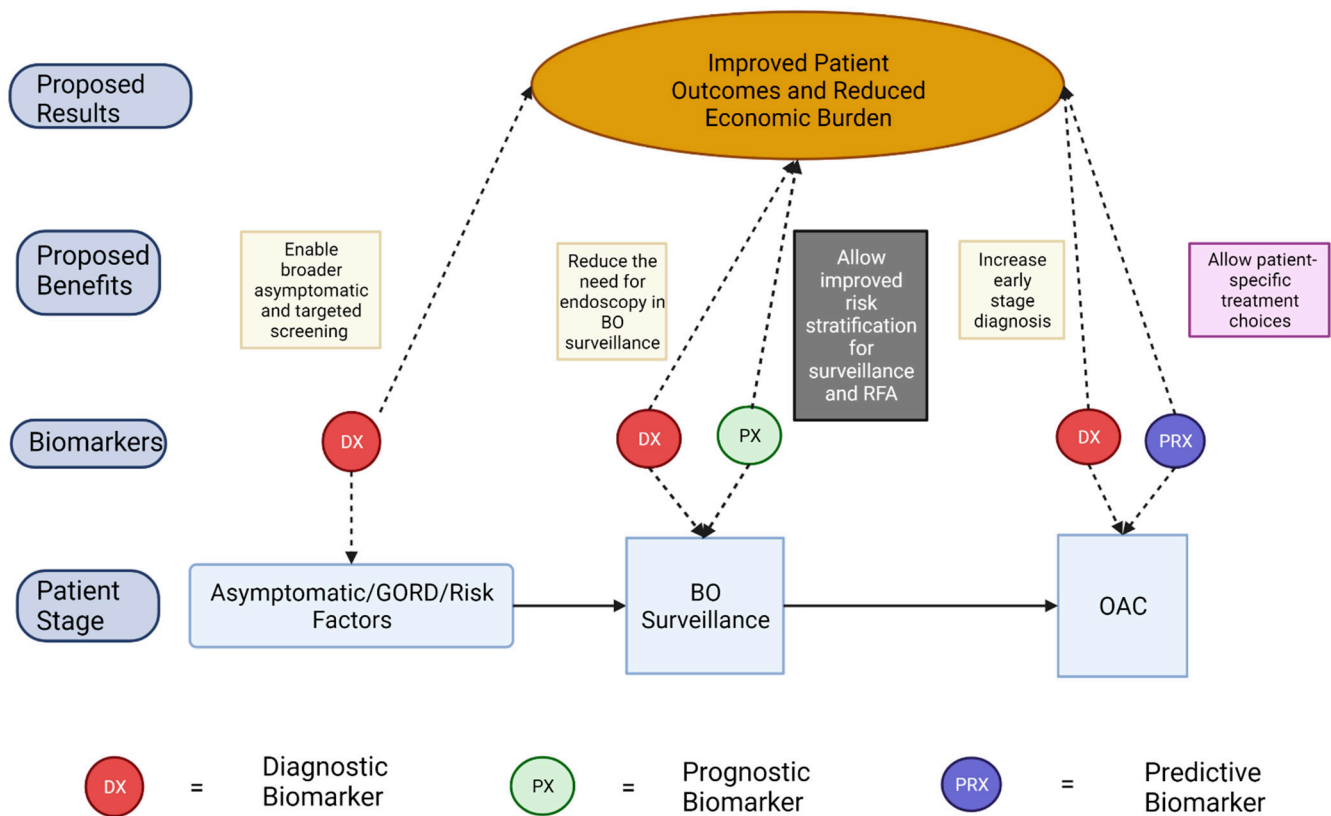 Proposed
Results
Improved Patient
Outcomes and Reduced
Economic Burden
Proposed
Benefits
Enable
broader
asymptomatic
and targeted
screening
Reduce the
need for
endoscopy in
BO
surveillance
Allow
improved
risk
stratification
for
surveillance
and RFA
Increase
early
stage
diagnosis
Allow patient-
specific
treatment
choices
Biomarkers
DX
DX
PX
DX
PRX
Patient
Stage
Asymptomatic/GORD/Risk
Factors
BO
Surveillance
OAC
DX
=
Diagnostic
Biomarker
PX
=
Prognostic
Biomarker
PRX
=
Predictive
Biomarker